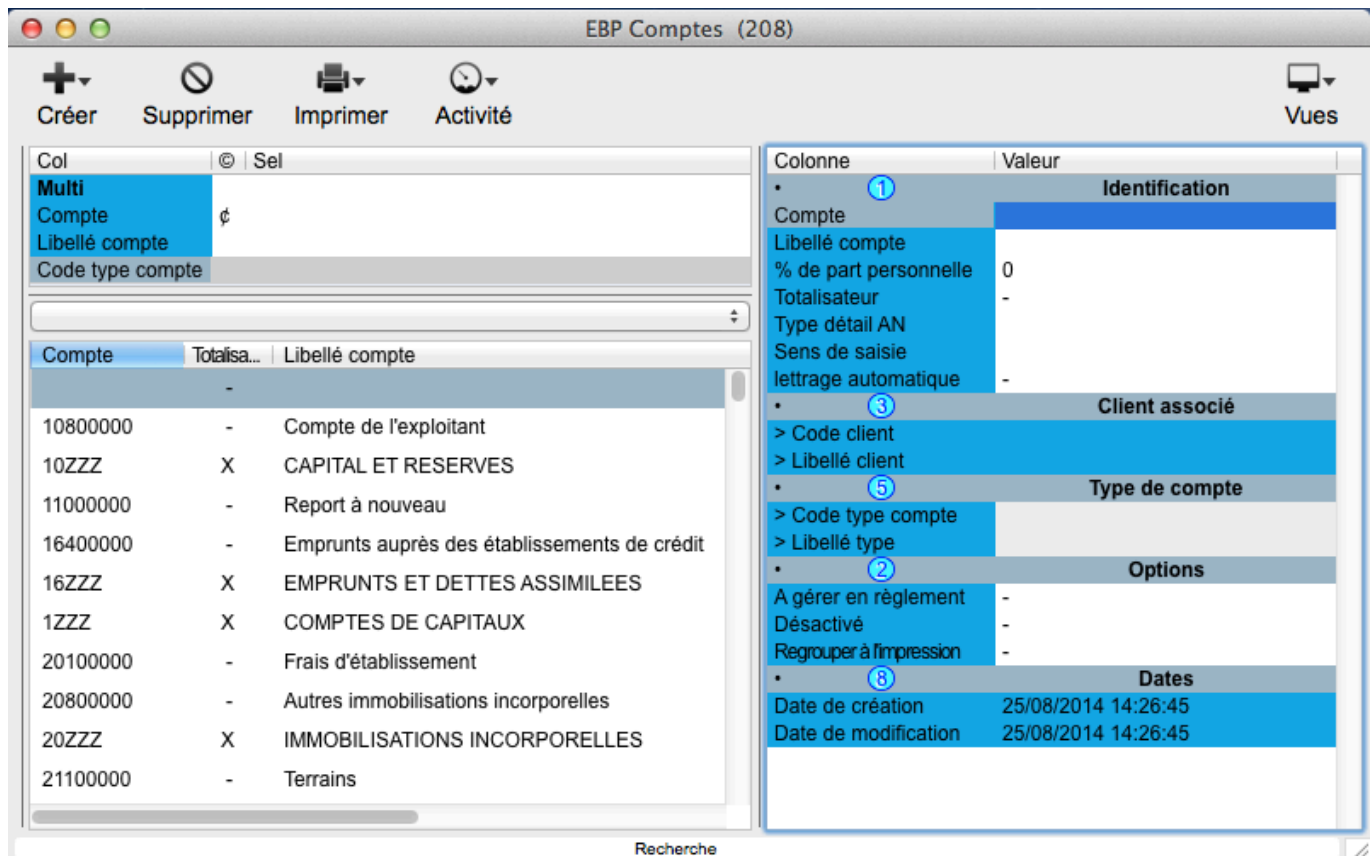 EBP Comptes (208)
Créer Supprimer Imprimer Activité Vues
Col © Sel
Multi
Compte ¢
Libellé compte
Code type compte
Compte Totalisa... Libellé compte
-
10800000 - Compte de l'exploitant
10ZZZ X CAPITAL ET RESERVES
11000000 - Report à nouveau
16400000 - Emprunts auprès des établissements de crédit
16ZZZ X EMPRUNTS ET DETTES ASSIMILEES
1ZZZ X COMPTES DE CAPITAUX
20100000 - Frais d'établissement
20800000 - Autres immobilisations incorporelles
20ZZZ X IMMOBILISATIONS INCORPORELLES
21100000 - Terrains
Colonne Valeur
• 1 Identification
Compte
Libellé compte
% de part personnelle 0
Totalisateur -
Type détail AN
Sens de saisie
lettrage automatique -
• 3 Client associé
> Code client
> Libellé client
• 5 Type de compte
> Code type compte
> Libellé type
• 2 Options
A gérer en règlement -
Désactivé -
Regrouper à l'impression -
• 8 Dates
Date de création 25/08/2014 14:26:45
Date de modification 25/08/2014 14:26:45
Recherche